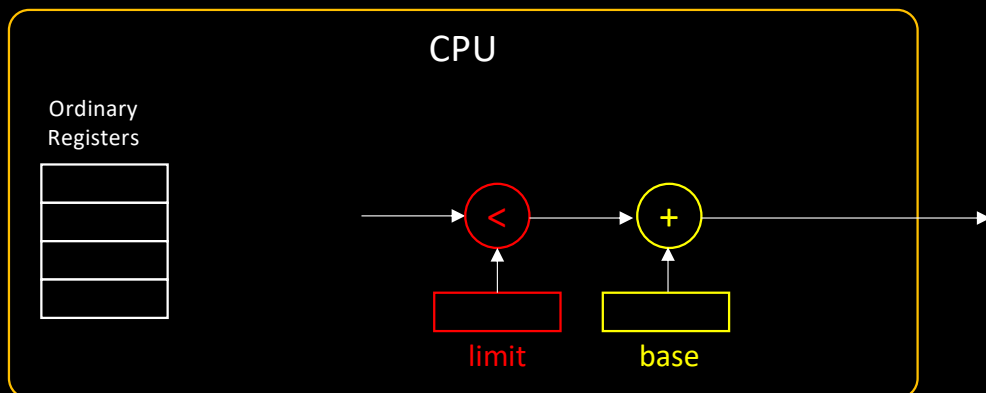 CPU
Ordinary
Registers
<
+
limit
base